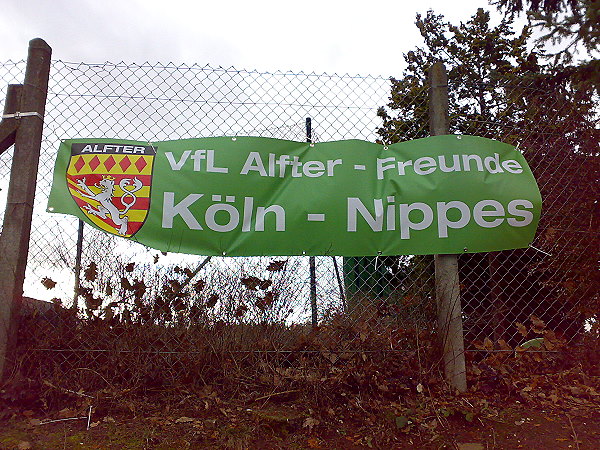 ALFTER
VfL Alfter - Freunde
Köln - Nippes